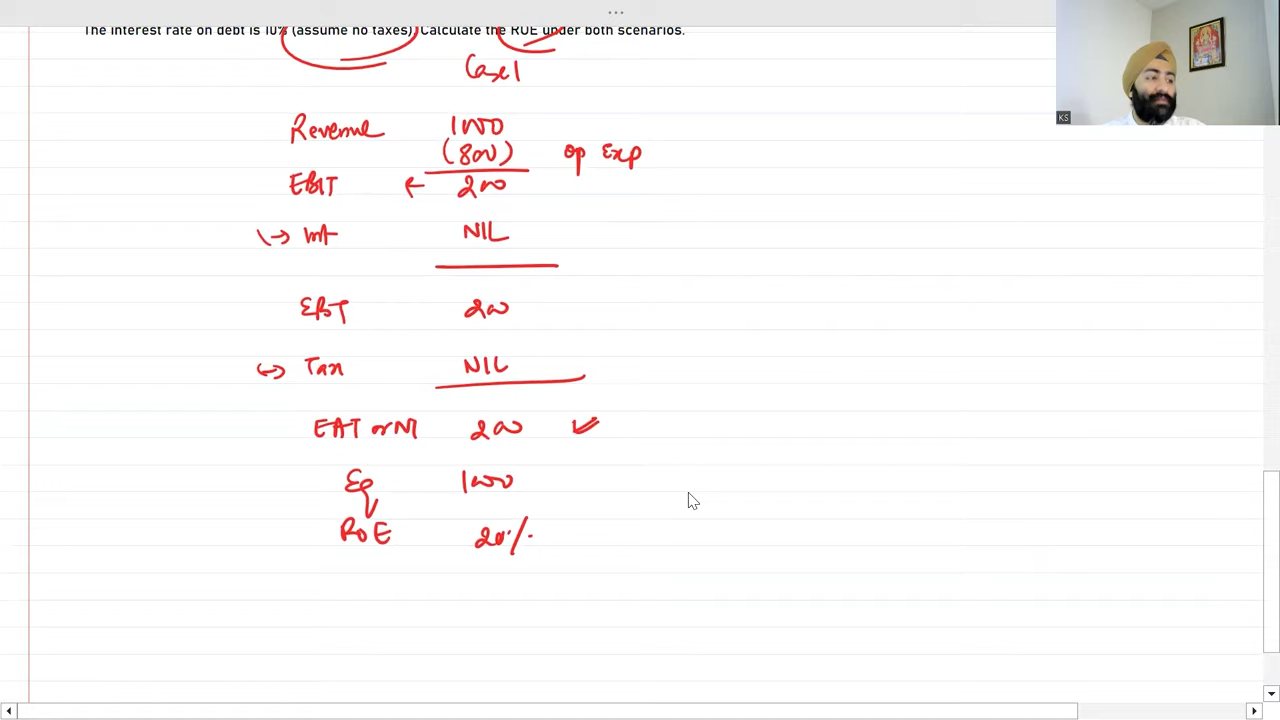 The interest rate on debt is 10% (assume no taxes). Calculate the ROE under both scenarios.
Case 1
Revenue 1000
(800) op Exp
EBIT ← 200
(-) Int NIL
EBT 200
(-) Tax NIL
EAT or NI 200
Eq 1000
ROE 20%
KS